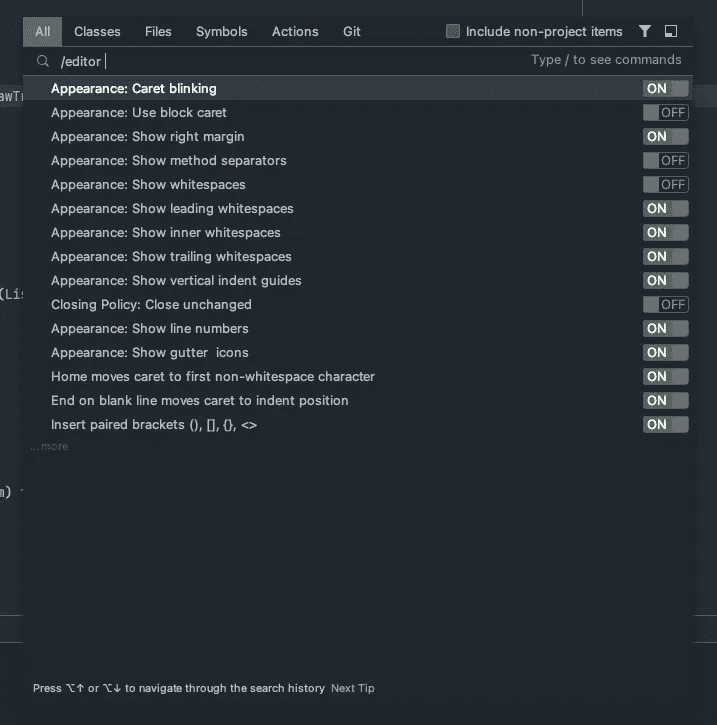 All Classes Files Symbols Actions Git Include non-project items
/editor Type / to see commands
Appearance: Caret blinking ON
Appearance: Use block caret OFF
Appearance: Show right margin ON
Appearance: Show method separators OFF
Appearance: Show whitespaces OFF
Appearance: Show leading whitespaces ON
Appearance: Show inner whitespaces ON
Appearance: Show trailing whitespaces ON
Appearance: Show vertical indent guides ON
Closing Policy: Close unchanged OFF
Appearance: Show line numbers ON
Appearance: Show gutter  icons ON
Home moves caret to first non-whitespace character ON
End on blank line moves caret to indent position ON
Insert paired brackets (), [], {}, <> ON
...more
Press ⌥↑ or ⌥↓ to navigate through the search history Next Tip